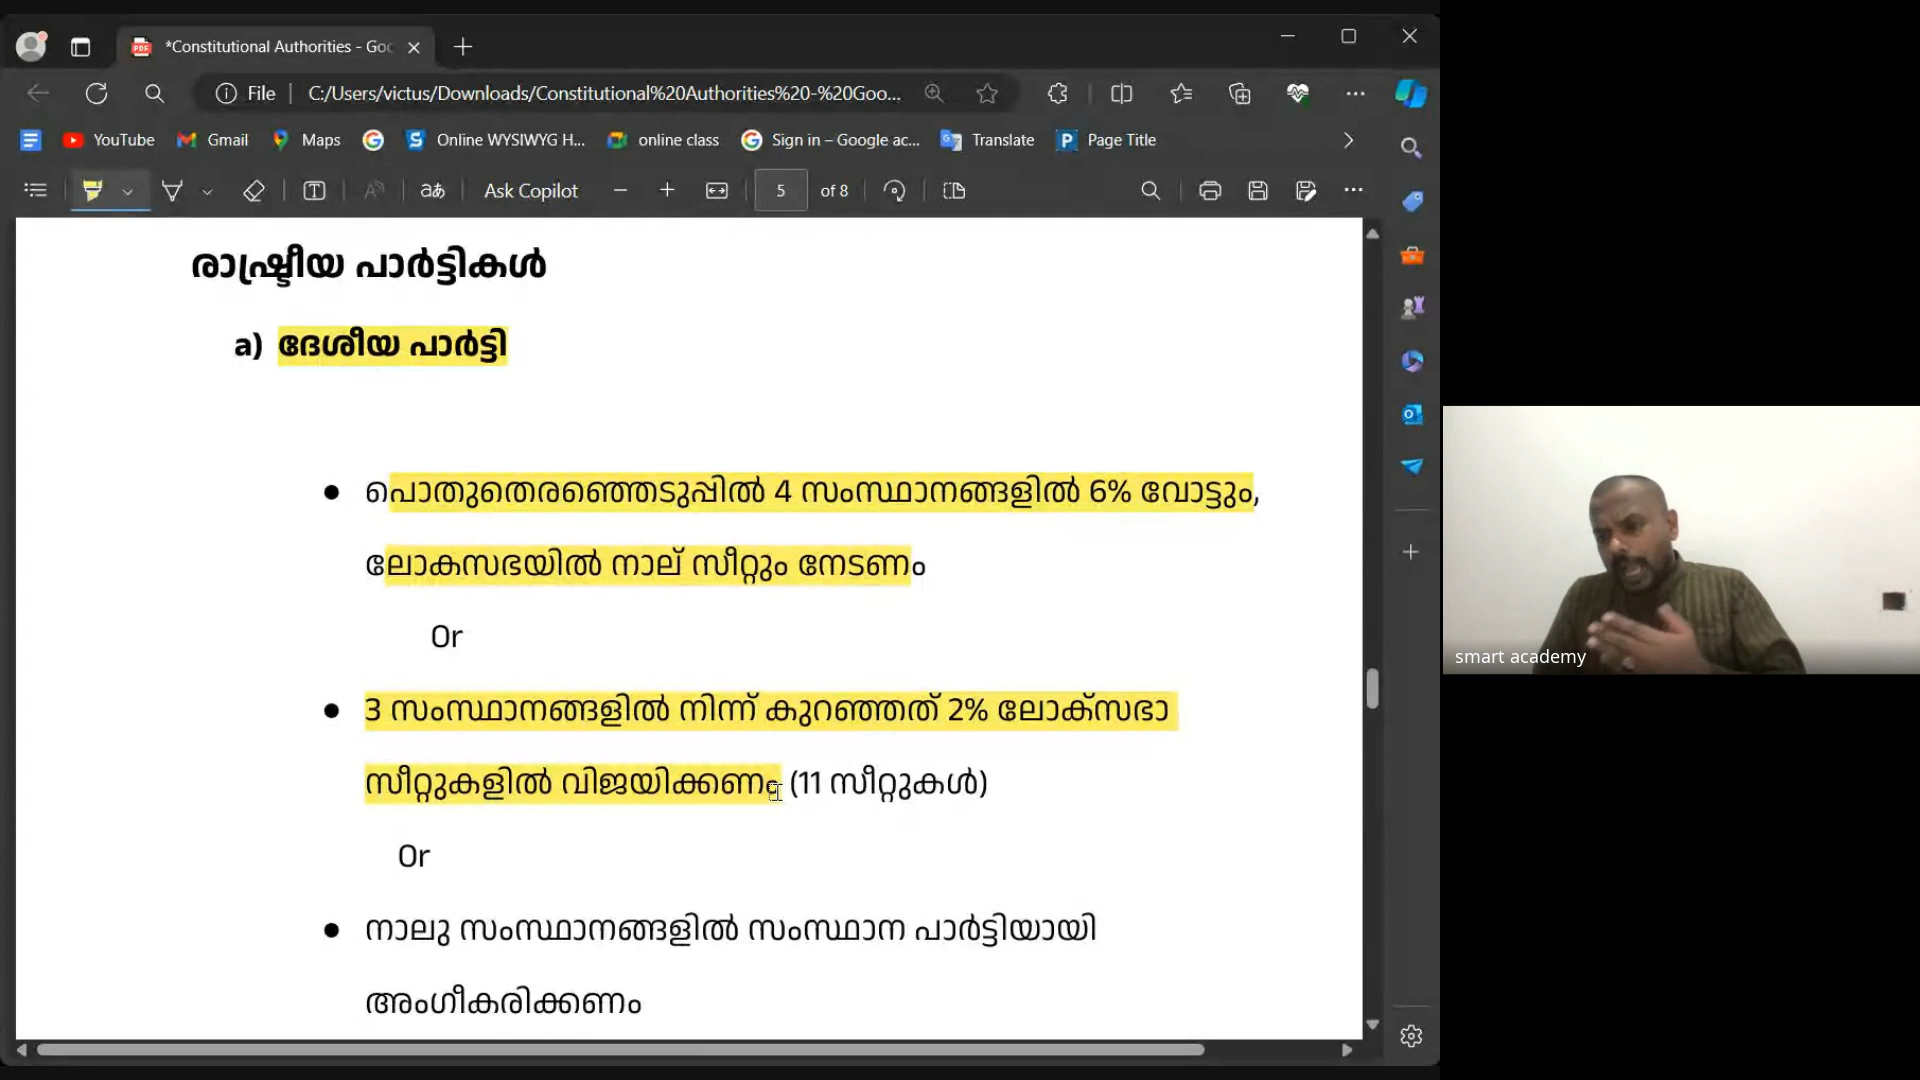 *Constitutional Authorities - Goo
File
C:/Users/victus/Downloads/Constitutional%20Authorities%20-%20Goo...
YouTube
Gmail
Maps
Online WYSIWYG H...
online class
Sign in – Google ac...
Translate
Page Title
Ask Copilot
5
of 8
രാഷ്ട്രീയ പാർട്ടികൾ
a) ദേശീയ പാർട്ടി
● പൊതുതെരഞ്ഞെടുപ്പിൽ 4 സംസ്ഥാനങ്ങളിൽ 6% വോട്ടും,
ലോകസഭയിൽ നാല് സീറ്റും നേടണം
Or
● 3 സംസ്ഥാനങ്ങളിൽ നിന്ന് കുറഞ്ഞത് 2% ലോക്സഭാ
സീറ്റുകളിൽ വിജയിക്കണം (11 സീറ്റുകൾ)
Or
● നാലു സംസ്ഥാനങ്ങളിൽ സംസ്ഥാന പാർട്ടിയായി
അംഗീകരിക്കണം
smart academy